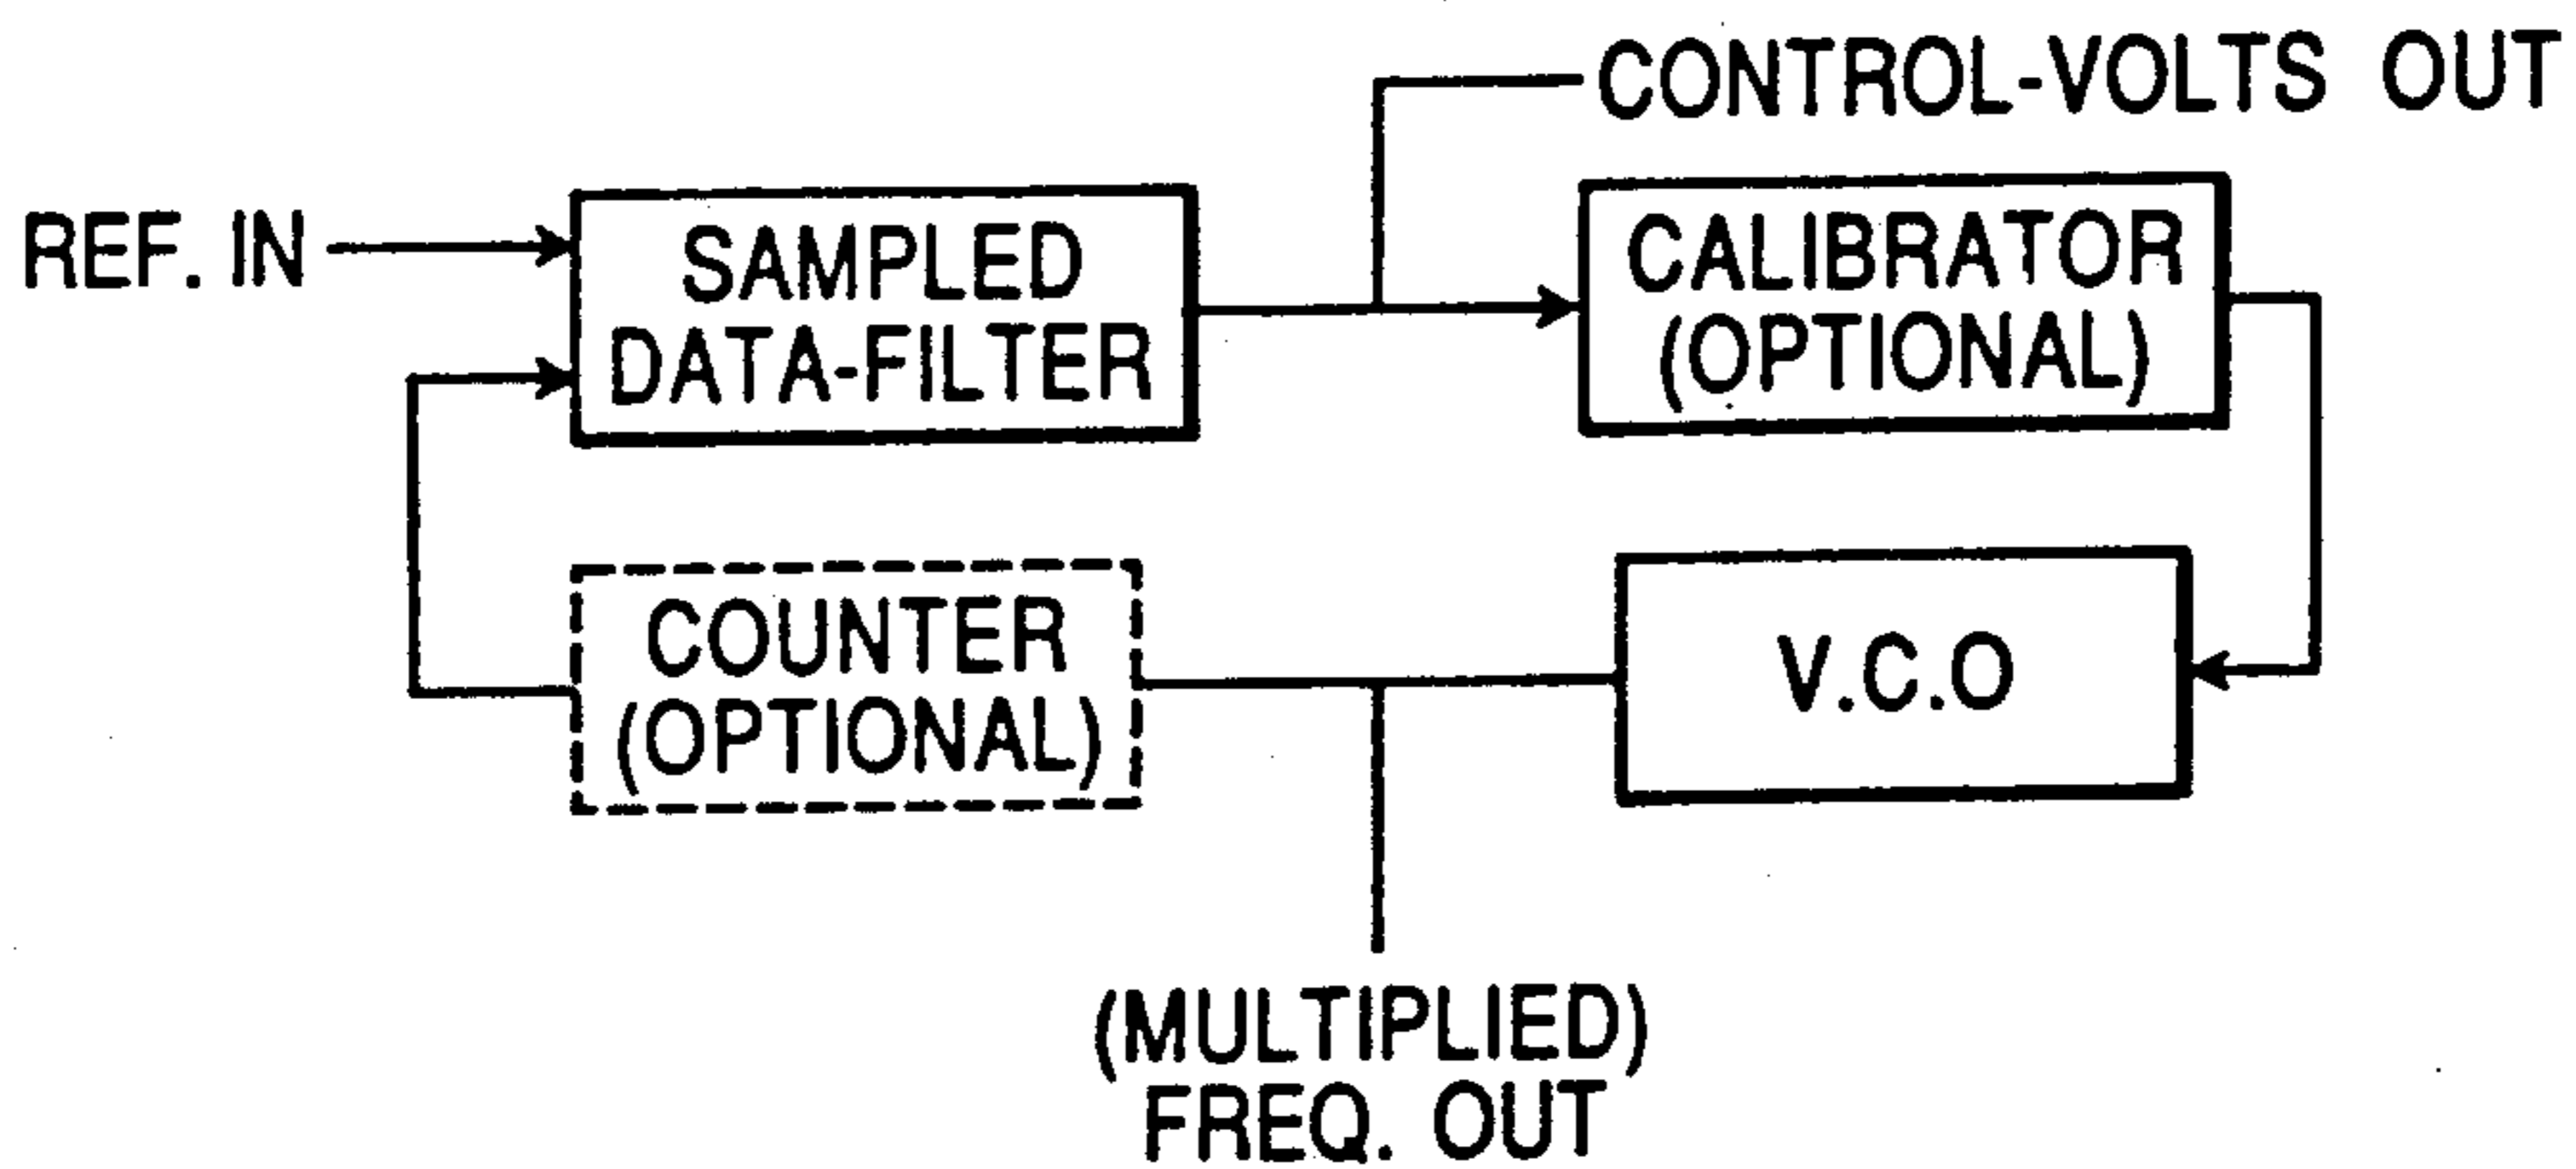 CONTROL-VOLTS OUT
REF. IN
SAMPLED
DATA-FILTER
CALIBRATOR
(OPTIONAL)
COUNTER
(OPTIONAL)
V.C.O
(MULTIPLIED)
FREQ. OUT